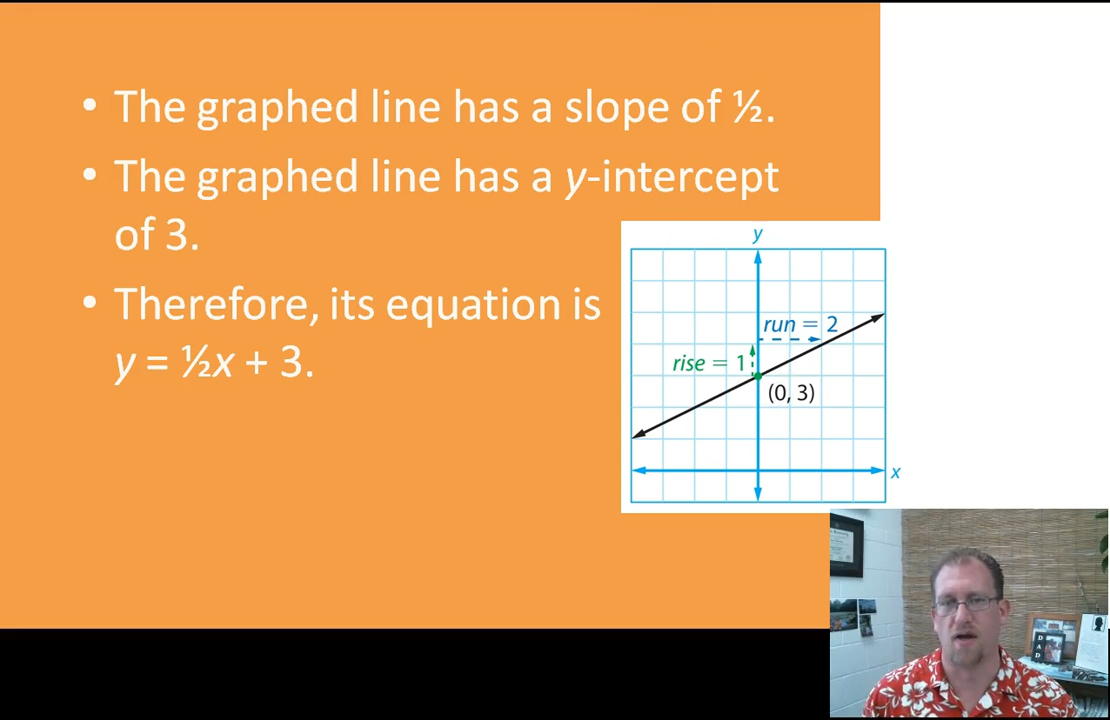 • The graphed line has a slope of ½.
• The graphed line has a y-intercept
of 3.
• Therefore, its equation is
y = ½x + 3.
y
run = 2
rise = 1
(0, 3)
x
DAD